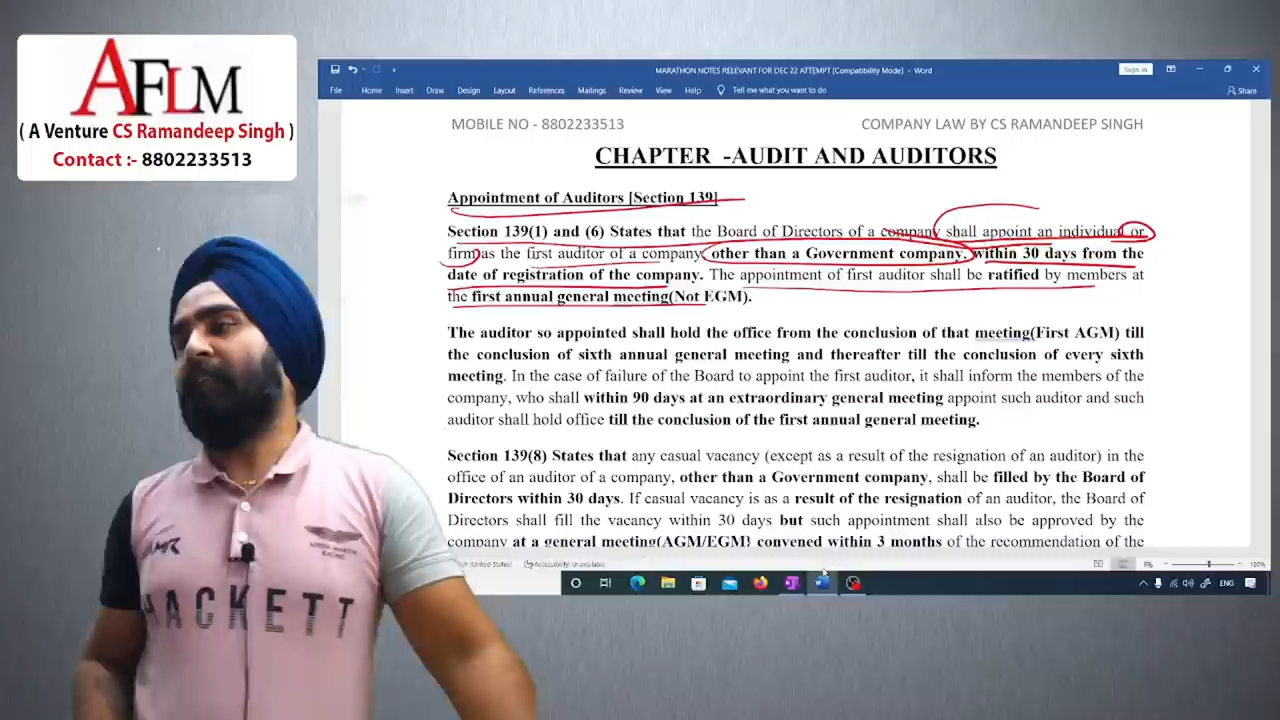 AFLM
( A Venture CS Ramandeep Singh )
Contact :- 8802233513
MARATHON NOTES RELEVANT FOR DEC 22 ATTEMPT [Compatibility Mode] - Word
Sign in
File Home Insert Draw Design Layout References Mailings Review View Help Tell me what you want to do
Share
MOBILE NO - 8802233513 COMPANY LAW BY CS RAMANDEEP SINGH
CHAPTER -AUDIT AND AUDITORS
Appointment of Auditors [Section 139]
Section 139(1) and (6) States that the Board of Directors of a company shall appoint an individual or
firm as the first auditor of a company, other than a Government company, within 30 days from the
date of registration of the company. The appointment of first auditor shall be ratified by members at
the first annual general meeting(Not EGM).
The auditor so appointed shall hold the office from the conclusion of that meeting(First AGM) till
the conclusion of sixth annual general meeting and thereafter till the conclusion of every sixth
meeting. In the case of failure of the Board to appoint the first auditor, it shall inform the members of the
company, who shall within 90 days at an extraordinary general meeting appoint such auditor and such
auditor shall hold office till the conclusion of the first annual general meeting.
Section 139(8) States that any casual vacancy (except as a result of the resignation of an auditor) in the
office of an auditor of a company, other than a Government company, shall be filled by the Board of
Directors within 30 days. If casual vacancy is as a result of the resignation of an auditor, the Board of
Directors shall fill the vacancy within 30 days but such appointment shall also be approved by the
company at a general meeting(AGM/EGM} convened within 3 months of the recommendation of the
(United States) Accessibility: Unavailable
180%
ENG
HACKETT
ASTON MARTIN
RACING